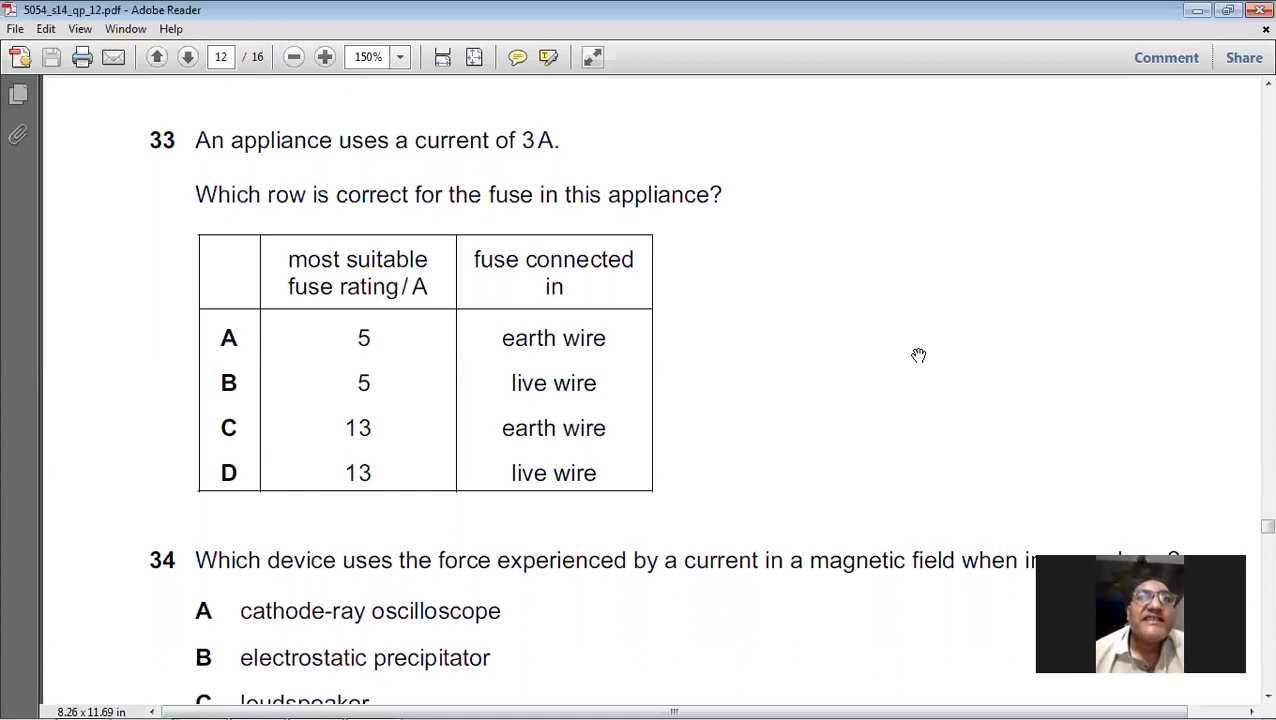 5054_s14_qp_12.pdf - Adobe Reader
File Edit View Window Help
12 / 16 150% Comment Share
33 An appliance uses a current of 3 A.
Which row is correct for the fuse in this appliance?
most suitable fuse rating / A fuse connected in
A 5 earth wire
B 5 live wire
C 13 earth wire
D 13 live wire
34 Which device uses the force experienced by a current in a magnetic field when
A cathode-ray oscilloscope
B electrostatic precipitator
C loudspeaker
8.26 x 11.69 in